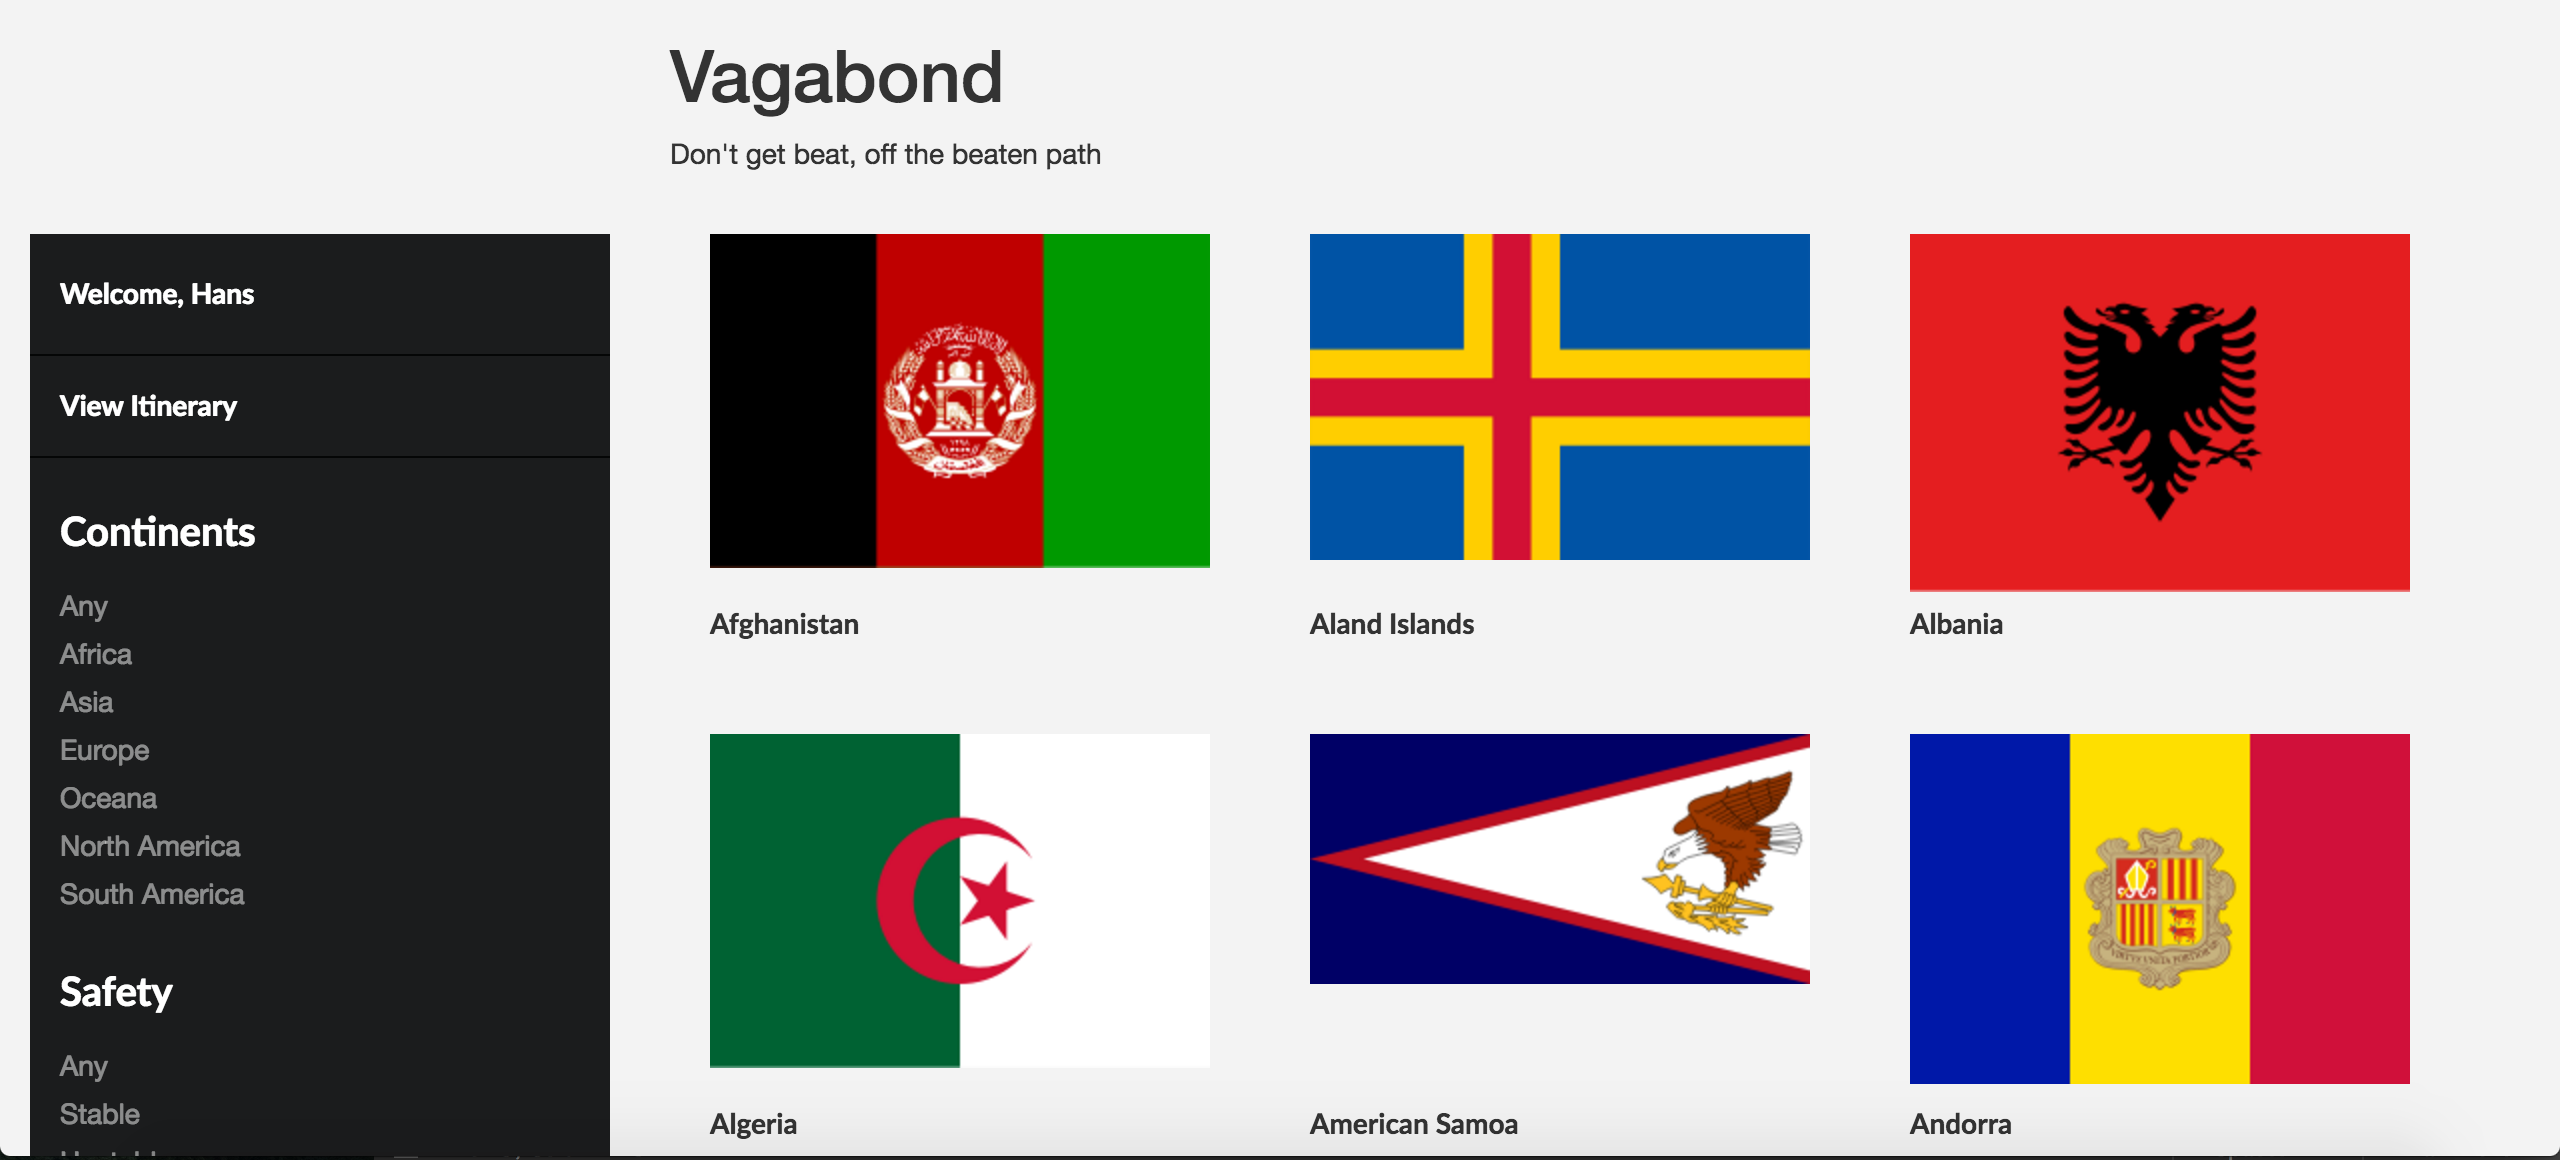 Vagabond
Don't get beat, off the beaten path
Welcome, Hans
View Itinerary
Continents
Any
Africa
Asia
Europe
Oceana
North America
South America
Safety
Any
Stable
Afghanistan
Aland Islands
Albania
Algeria
American Samoa
Andorra